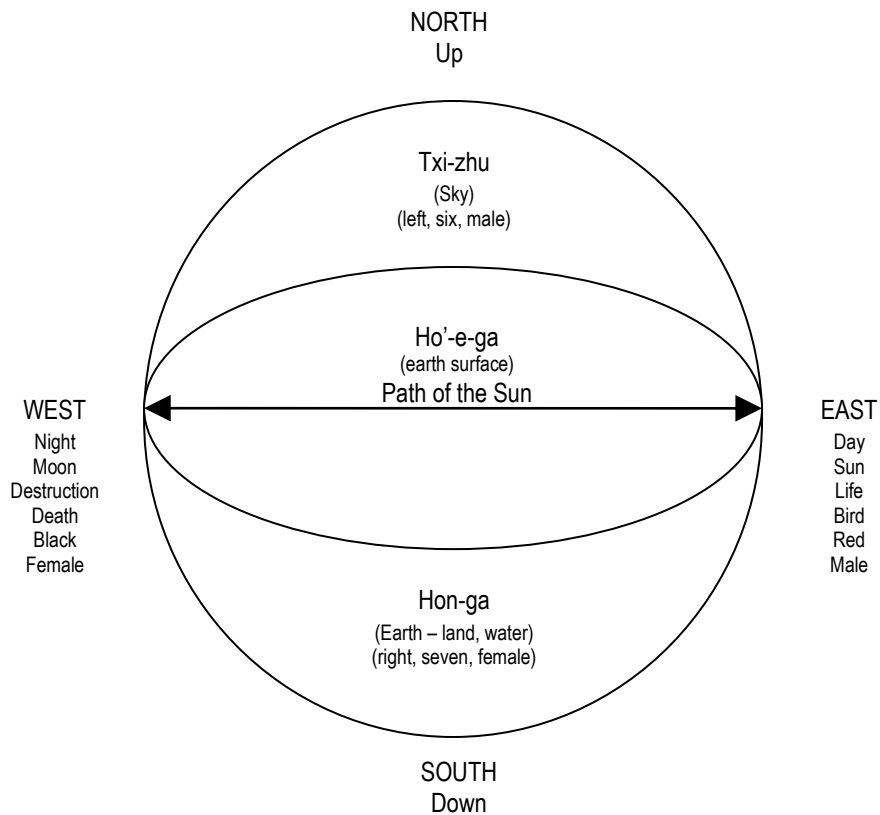 NORTH
Up
Txi-zhu
(Sky)
(left, six, male)
Ho’-e-ga
(earth surface)
Path of the Sun
WEST
Night
Moon
Destruction
Death
Black
Female
EAST
Day
Sun
Life
Bird
Red
Male
Hon-ga
(Earth – land, water)
(right, seven, female)
SOUTH
Down